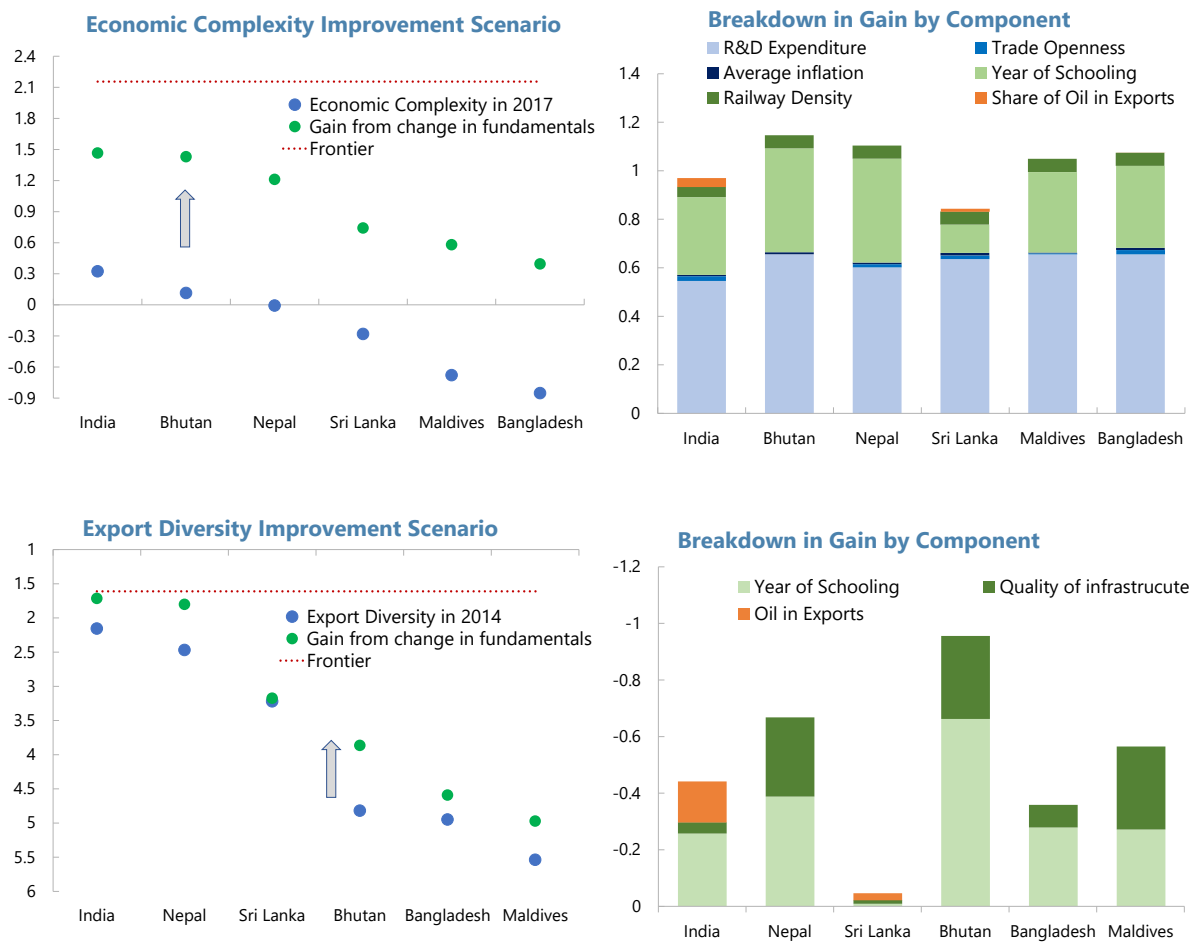 Economic Complexity Improvement Scenario
2.4
2.1
1.8
1.5
1.2
0.9
0.6
0.3
0
-0.3
-0.6
-0.9
Economic Complexity in 2017
Gain from change in fundamentals
Frontier
India Bhutan Nepal Sri Lanka Maldives Bangladesh
Breakdown in Gain by Component
R&D Expenditure Trade Openness
Average inflation Year of Schooling
Railway Density Share of Oil in Exports
1.4
1.2
1
0.8
0.6
0.4
0.2
0
India Bhutan Nepal Sri Lanka Maldives Bangladesh
Export Diversity Improvement Scenario
1
1.5
2
2.5
3
3.5
4
4.5
5
5.5
6
Export Diversity in 2014
Gain from change in fundamentals
Frontier
India Nepal Sri Lanka Bhutan Bangladesh Maldives
Breakdown in Gain by Component
Year of Schooling Quality of infrastrucute
Oil in Exports
-1.2
-1
-0.8
-0.6
-0.4
-0.2
0
India Nepal Sri Lanka Bhutan Bangladesh Maldives